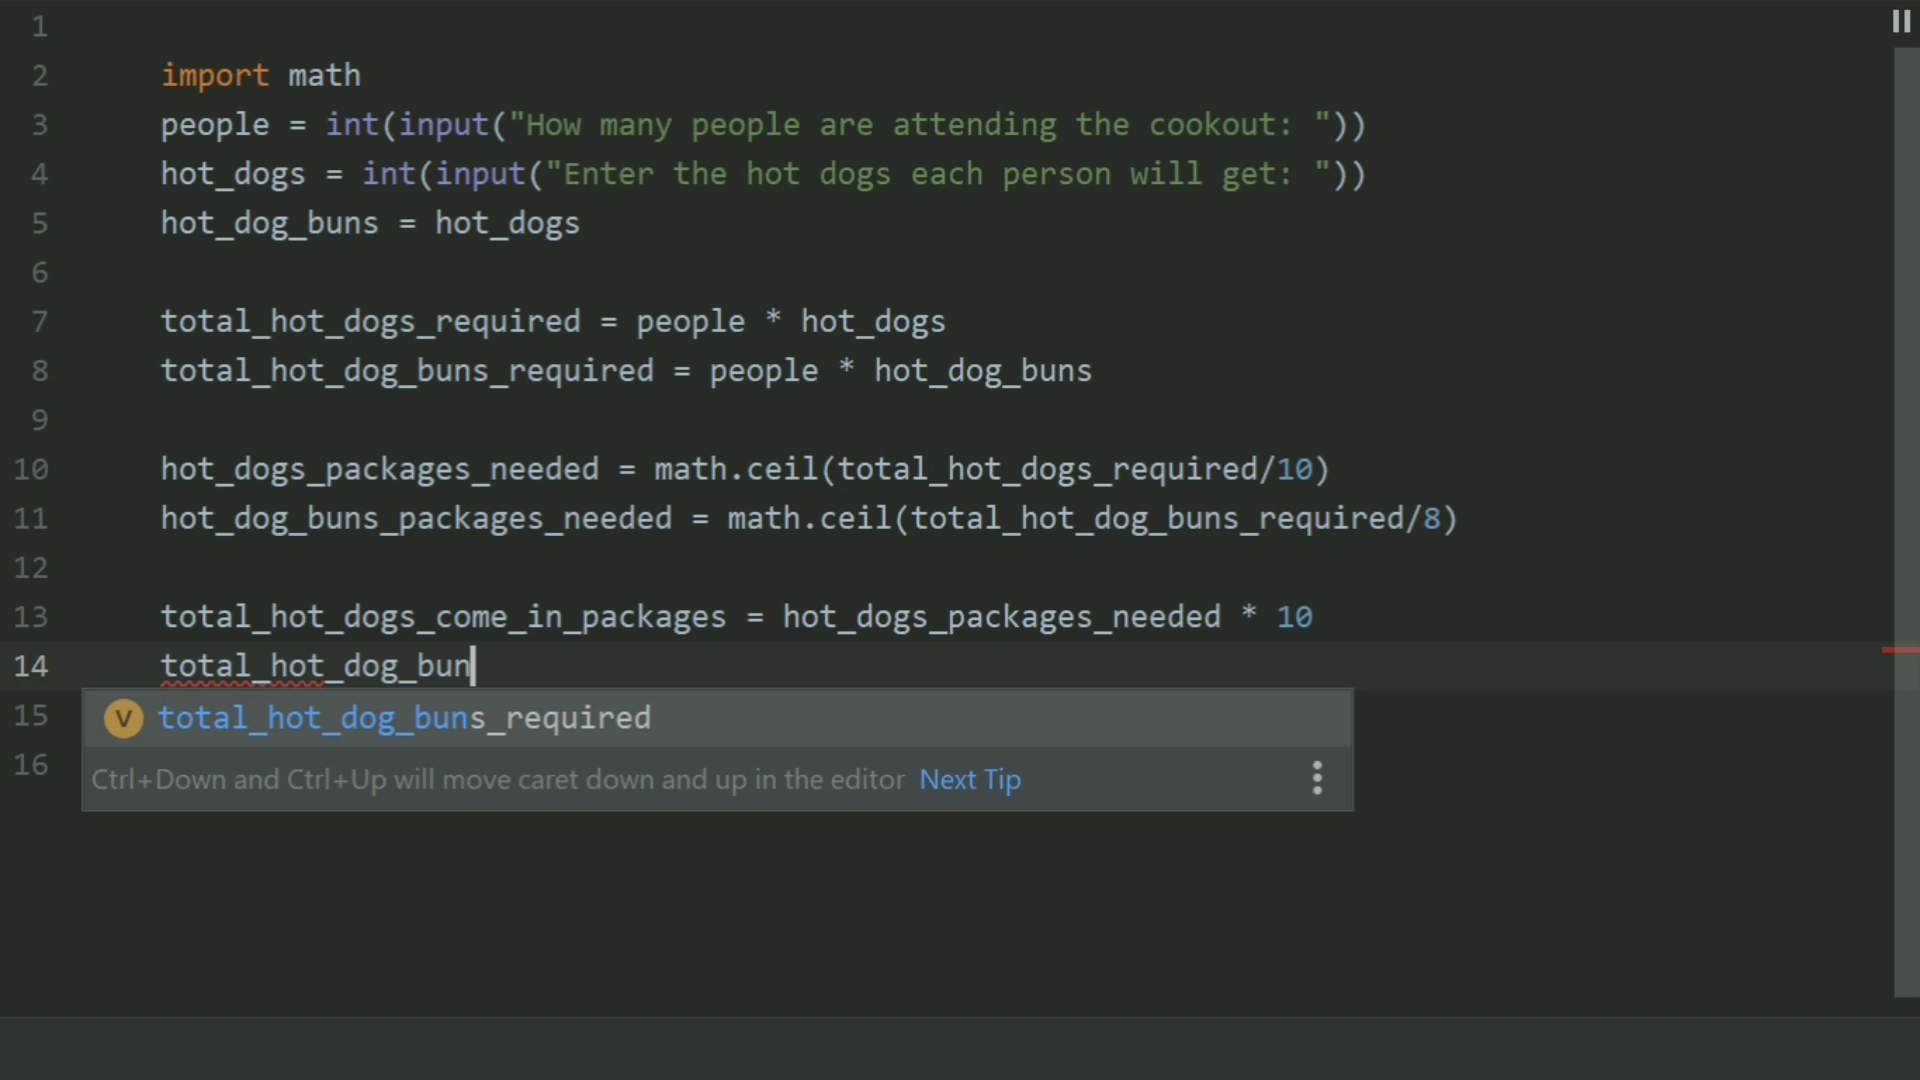 1
2 import math
3 people = int(input("How many people are attending the cookout: "))
4 hot_dogs = int(input("Enter the hot dogs each person will get: "))
5 hot_dog_buns = hot_dogs
6
7 total_hot_dogs_required = people * hot_dogs
8 total_hot_dog_buns_required = people * hot_dog_buns
9
10 hot_dogs_packages_needed = math.ceil(total_hot_dogs_required/10)
11 hot_dog_buns_packages_needed = math.ceil(total_hot_dog_buns_required/8)
12
13 total_hot_dogs_come_in_packages = hot_dogs_packages_needed * 10
14 total_hot_dog_bun
15 V total_hot_dog_buns_required
16 Ctrl+Down and Ctrl+Up will move caret down and up in the editor Next Tip